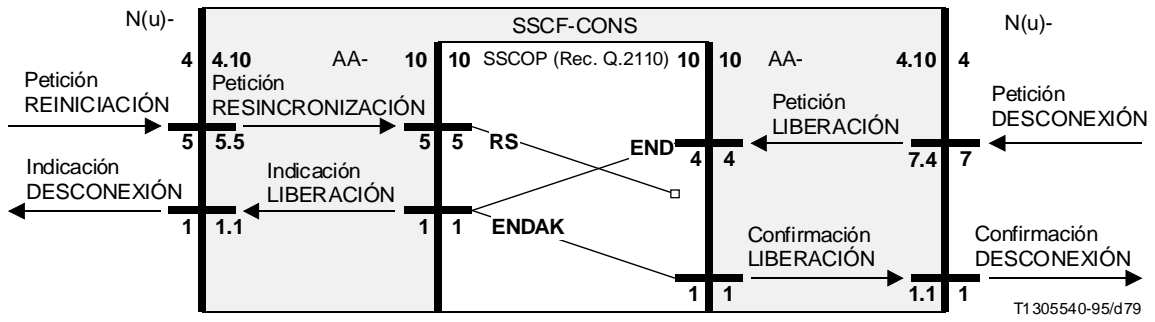 N(u)- SSCF-CONS N(u)-
4 4.10 AA- 10 10 SSCOP (Rec. Q.2110) 10 10 AA- 4.10 4
Petición
REINICIACIÓN
Petición
RESINCRONIZACIÓN
Petición
LIBERACIÓN
Petición
DESCONEXIÓN
5 5.5 5 5 RS END 4 4 7.4 7
Indicación
DESCONEXIÓN
Indicación
LIBERACIÓN
1 1.1 1 1 ENDAK
Confirmación
LIBERACIÓN
Confirmación
DESCONEXIÓN
1 1 1.1 1
T1305540-95/d79